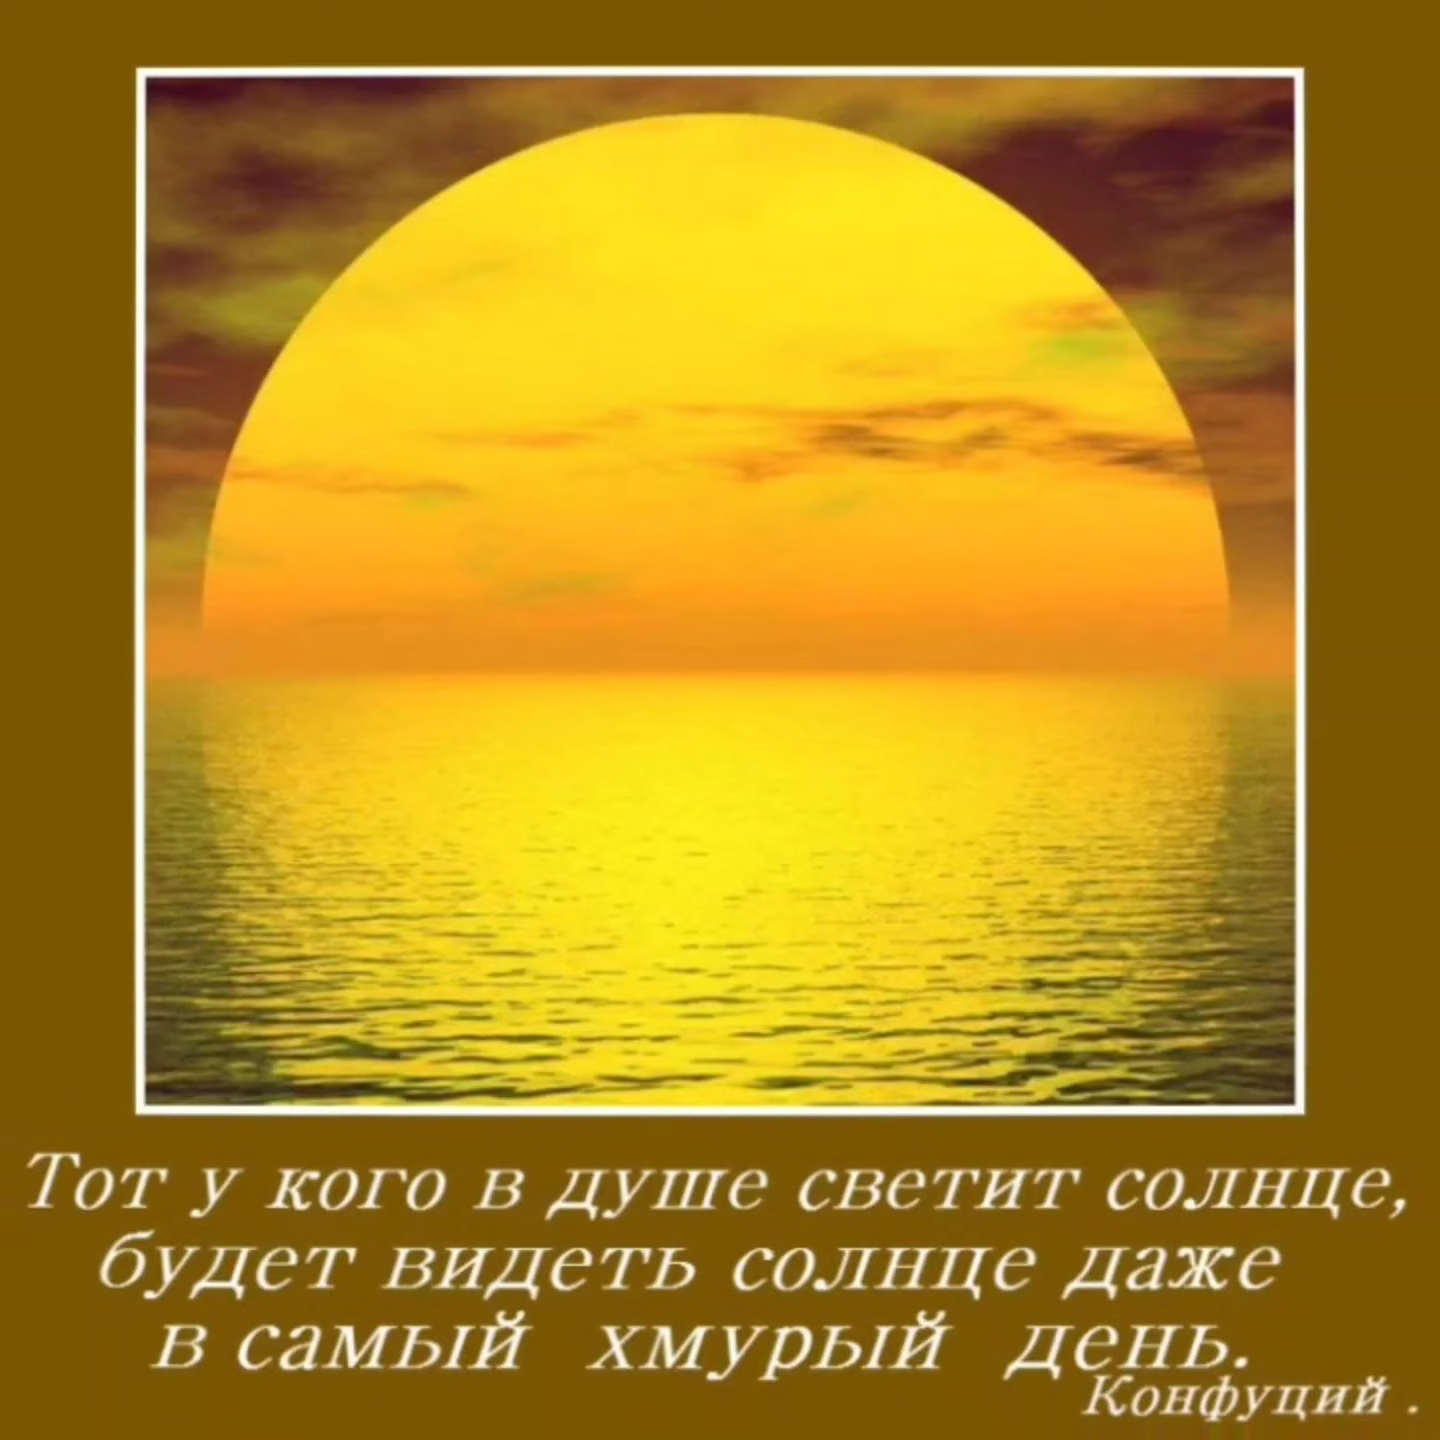 Тот у кого в душе светит солнце,
будет видеть солнце даже
в самый хмурый день.
Конфуций .